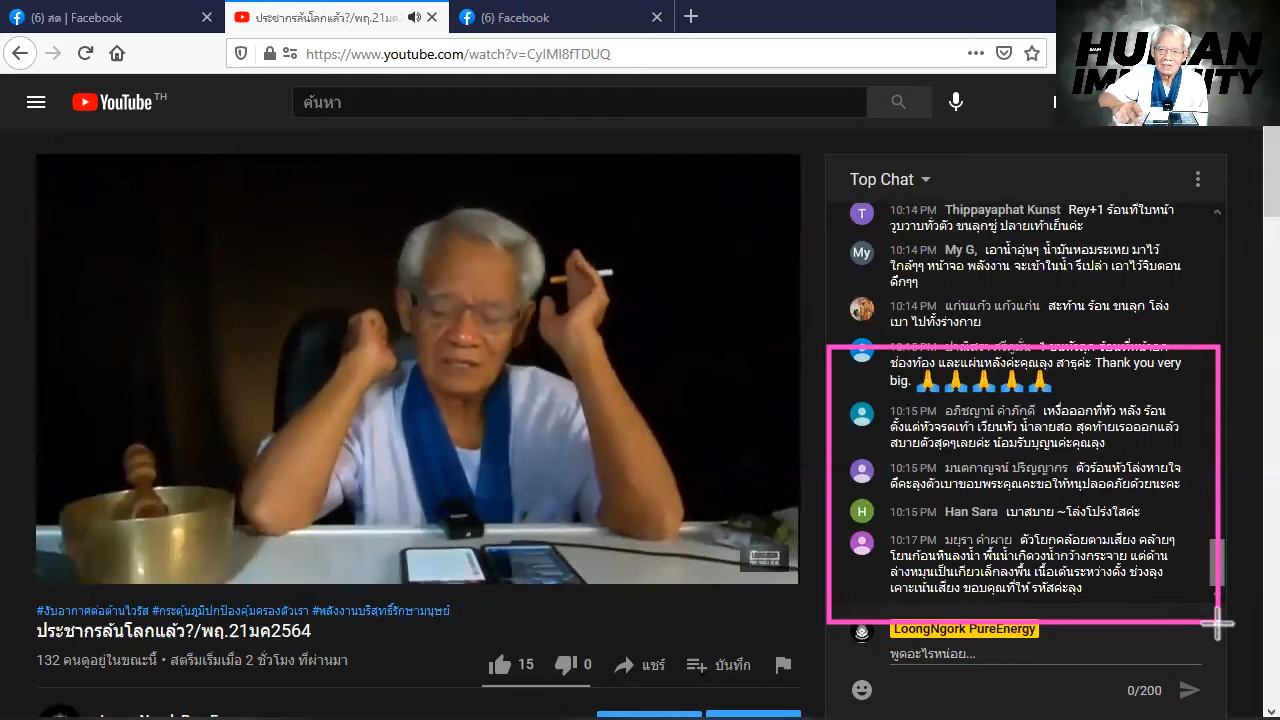 (6) สด | Facebook
ประชากรล้นโลกแล้ว?/พฤ.21มค2
(6) Facebook
https://www.youtube.com/watch?v=CyIMl8fTDUQ
HUMAN
IMMUNITY
YouTube TH
ค้นหา
Top Chat
10:14 PM Thippayaphat Kunst Rey+1 ร้อนที่ใบหน้า
วูบวาบทั่วตัว ขนลุกซู่ ปลายเท้าเย็นค่ะ
10:14 PM My G, เอาน้ำอุ่นๆ น้ำมันหอมระเหย มาไว้
ใกล้ๆๆ หน้าจอ พลังงาน จะเข้าในน้ำ รึเปล่า เอาไว้จิบตอน
ดึกๆๆ
10:14 PM แก่นแก้ว แก้วแก่น สะท้าน ร้อน ขนลุก โล่ง
เบา ไปทั้งร่างกาย
ช่องท้อง และแผ่นหลังค่ะคุณลุง สาธุค่ะ Thank you very
big. 🙏🙏🙏🙏🙏
10:15 PM อภิชญาน์ คำภักดี เหงื่อออกที่หัว หลัง ร้อน
ตั้งแต่หัวจรดเท้า เวียนหัว น้ำลายสอ สุดท้ายเรอออกแล้ว
สบายตัวสุดๆเลยค่ะ น้อมรับบุญนค่ะคุณลุง
10:15 PM มนตกาญจน์ ปริญญากร ตัวร้อนหัวโล่งหายใจ
ดีคะลุงตัวเบาขอบพระคุณคะขอให้หนุปลอดภัยด้วยนะคะ
10:15 PM Han Sara เบาสบาย ~โล่งโปร่งใสค่ะ
10:17 PM มยุรา คำผาย ตัวโยกคล้อยตามเสียง คล้ายๆ
โยนก้อนหินลงน้ำ พื้นน้ำเกิดวงน้ำกว้างกระจาย แต่ด้าน
ล่างหมุนเป็นเกียวเล็กลงพื้น เนื้อเต้นระหว่างดั้ง ช่วงลุง
เคาะเน้นเสียง ขอบคุณที่ให้ รหัสค่ะลุง
LoongNgork PureEnergy
พูดอะไรหน่อย...
0/200
#งับอากาศต่อต้านไวรัส #กระตุ้นภูมิปกป้องคุ้มครองตัวเรา #พลังงานบริสุทธิ์รักษามนุษย์
ประชากรล้นโลกแล้ว?/พฤ.21มค2564
132 คนดูอยู่ในขณะนี้ • สตรีมเริ่มเมื่อ 2 ชั่วโมง ที่ผ่านมา
15
0
แชร์
บันทึก